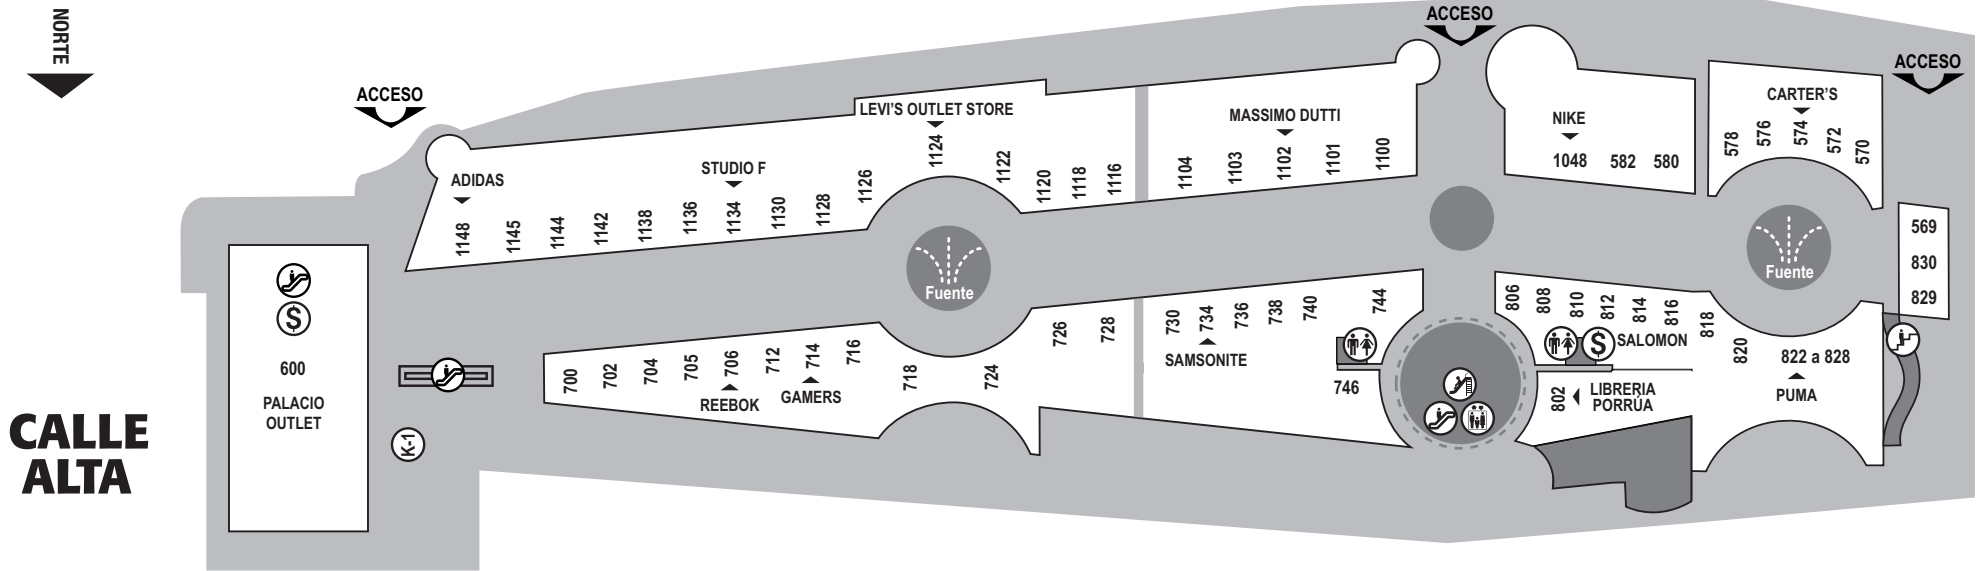 NORTE
CALLE
ALTA
ACCESO
ACCESO
ACCESO
LEVI'S OUTLET STORE
1124
STUDIO F
ADIDAS
1148
1145
1144
1142
1138
1136
1134
1130
1128
1126
1122
1120
1118
1116
MASSIMO DUTTI
1104
1103
1102
1101
1100
NIKE
1048
582
580
CARTER'S
578
576
574
572
570
569
830
829
Fuente
Fuente
$
600
PALACIO
OUTLET
K-1
700
702
704
705
706
712
714
716
REEBOK
GAMERS
718
724
726
728
730
734
736
738
740
744
SAMSONITE
746
806
808
810
812
814
816
818
$
SALOMON
802
LIBRERIA
PORRÚA
820
822 a 828
PUMA